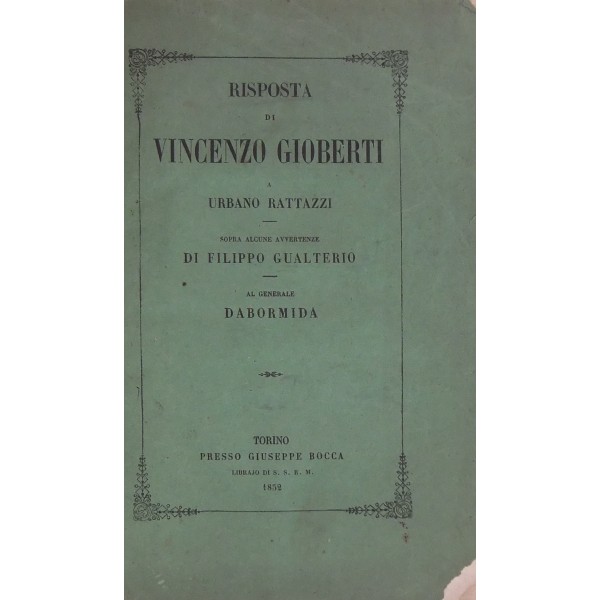 RISPOSTA
DI
VINCENZO GIOBERTI
A
URBANO RATTAZZI
SOPRA ALCUNE AVVERTENZE
DI FILIPPO GUALTERIO
AL GENERALE
DABORMIDA
TORINO
PRESSO GIUSEPPE BOCCA
LIBRAJO DI S. S. R. M.
1852